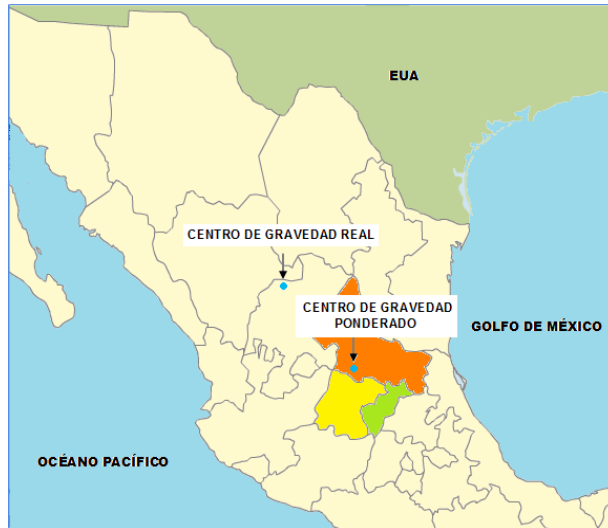 EUA
CENTRO DE GRAVEDAD REAL
CENTRO DE GRAVEDAD
PONDERADO
GOLFO DE MÉXICO
OCÉANO PACÍFICO